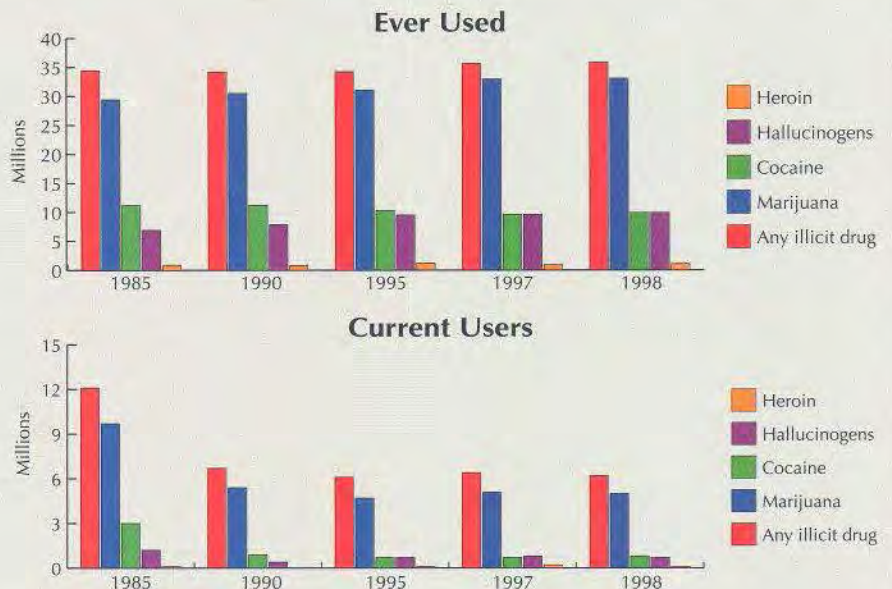 Ever Used
Millions
40
35
30
25
20
15
10
5
0
1985
1990
1995
1997
1998
Heroin
Hallucinogens
Cocaine
Marijuana
Any illicit drug
Current Users
Millions
15
12
9
6
3
0
1985
1990
1995
1997
1998
Heroin
Hallucinogens
Cocaine
Marijuana
Any illicit drug